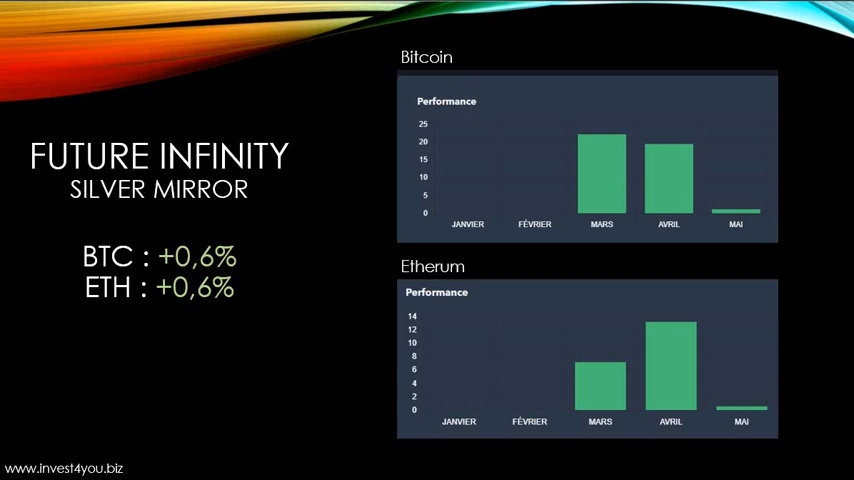 FUTURE INFINITY
SILVER MIRROR
BTC : +0,6%
ETH : +0,6%
Bitcoin
Performance
25
20
15
10
5
0
JANVIER FÉVRIER MARS AVRIL MAI
Etherum
Performance
14
12
10
8
6
4
2
0
JANVIER FÉVRIER MARS AVRIL MAI
www.invest4you.biz